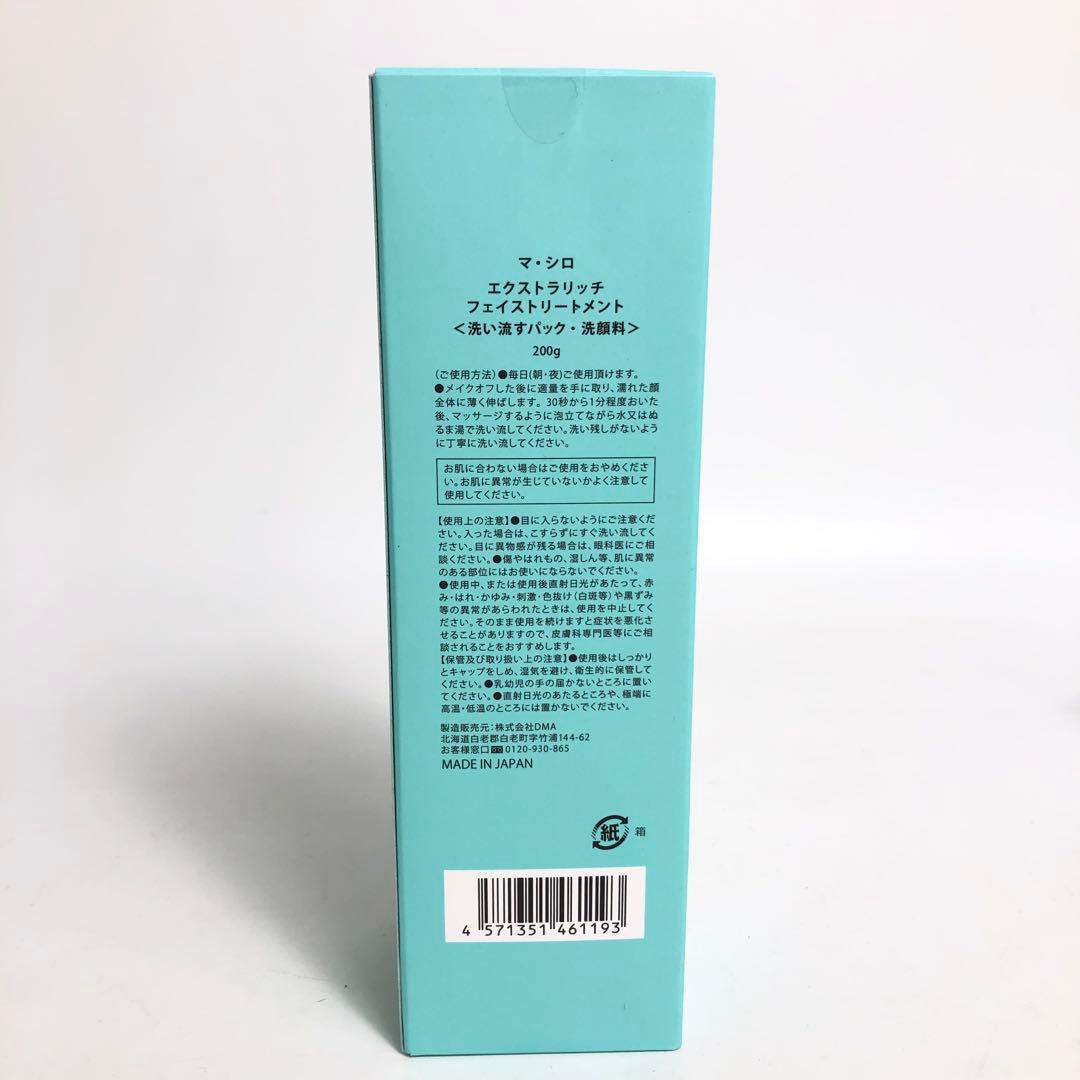 マ・シロ
エクストラリッチ
フェイストリートメント
＜洗い流すパック・洗顔料＞
200g
（ご使用方法）●毎日(朝・夜)ご使用頂けます。
●メイクオフした後に適量を手に取り、濡れた顔
全体に薄く伸ばします。30秒から1分程度おいた
後、マッサージするように泡立てながら水又はぬ
るま湯で洗い流してください。洗い残しがないよう
に丁寧に洗い流してください。
お肌に合わない場合はご使用をおやめくださ
い。お肌に異常が生じていないかよく注意して
使用してください。
【使用上の注意】●目に入らないようにご注意くだ
さい。入った場合は、こすらずにすぐ洗い流してく
ださい。目に異物感が残る場合は、眼科医にご相
談ください。●傷やはれもの、湿しん等、肌に異常
のある部位にはお使いにならないでください。
●使用中、または使用後直射日光があたって、赤
み・はれ・かゆみ・刺激・色抜け（白斑等）や黒ずみ
等の異常があらわれたときは、使用を中止してく
ださい。そのまま使用を続けますと症状を悪化さ
せることがありますので、皮膚科専門医等にご相
談されることをおすすめします。
【保管及び取り扱い上の注意】●使用後はしっかり
とキャップをしめ、湿気を避け、衛生的に保管して
ください。●乳幼児の手の届かないところに置い
てください。●直射日光のあたるところや、極端に
高温・低温のところには置かないでください。
製造販売元：株式会社DMA
北海道白老郡白老町字竹浦144-62
お客様窓口 0120-930-865
MADE IN JAPAN
紙 箱
4 571351 461193